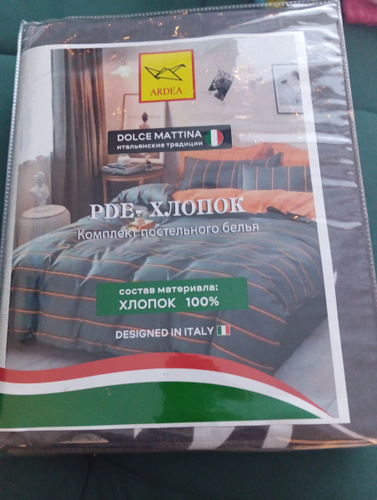 ARDEA
DOLCE MATTINA
итальянские традиции
PDE- ХЛОПОК
Комплект постельного белья
состав материала:
ХЛОПОК 100%
DESIGNED IN ITALY